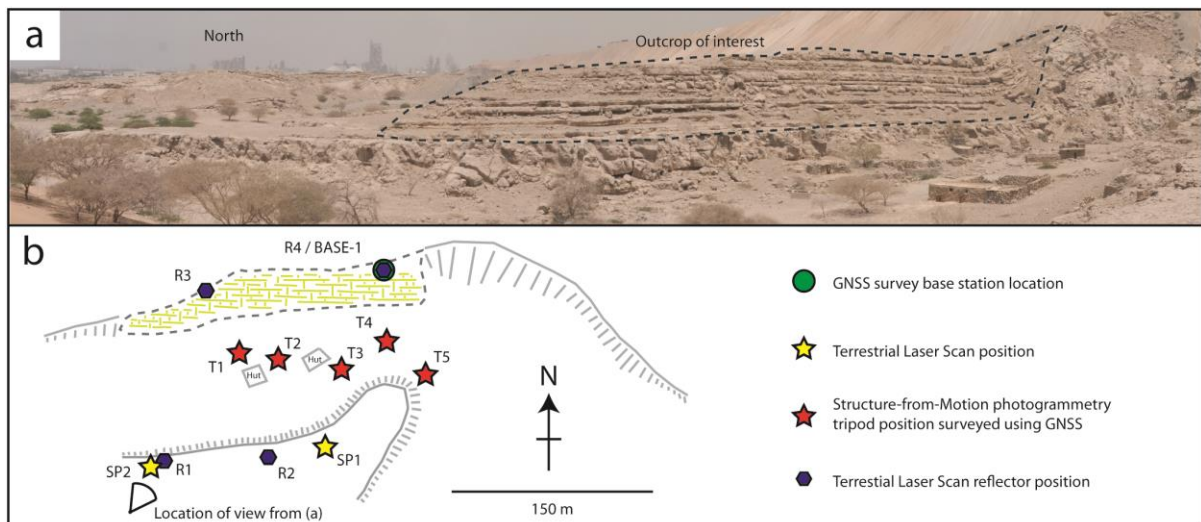 a
North
Outcrop of interest
b
R4 / BASE-1
R3
T4
T2
T1
T3
T5
Hut
Hut
N
SP1
SP2
R1
R2
Location of view from (a)
150 m
GNSS survey base station location
Terrestrial Laser Scan position
Structure-from-Motion photogrammetry
tripod position surveyed using GNSS
Terrestial Laser Scan reflector position